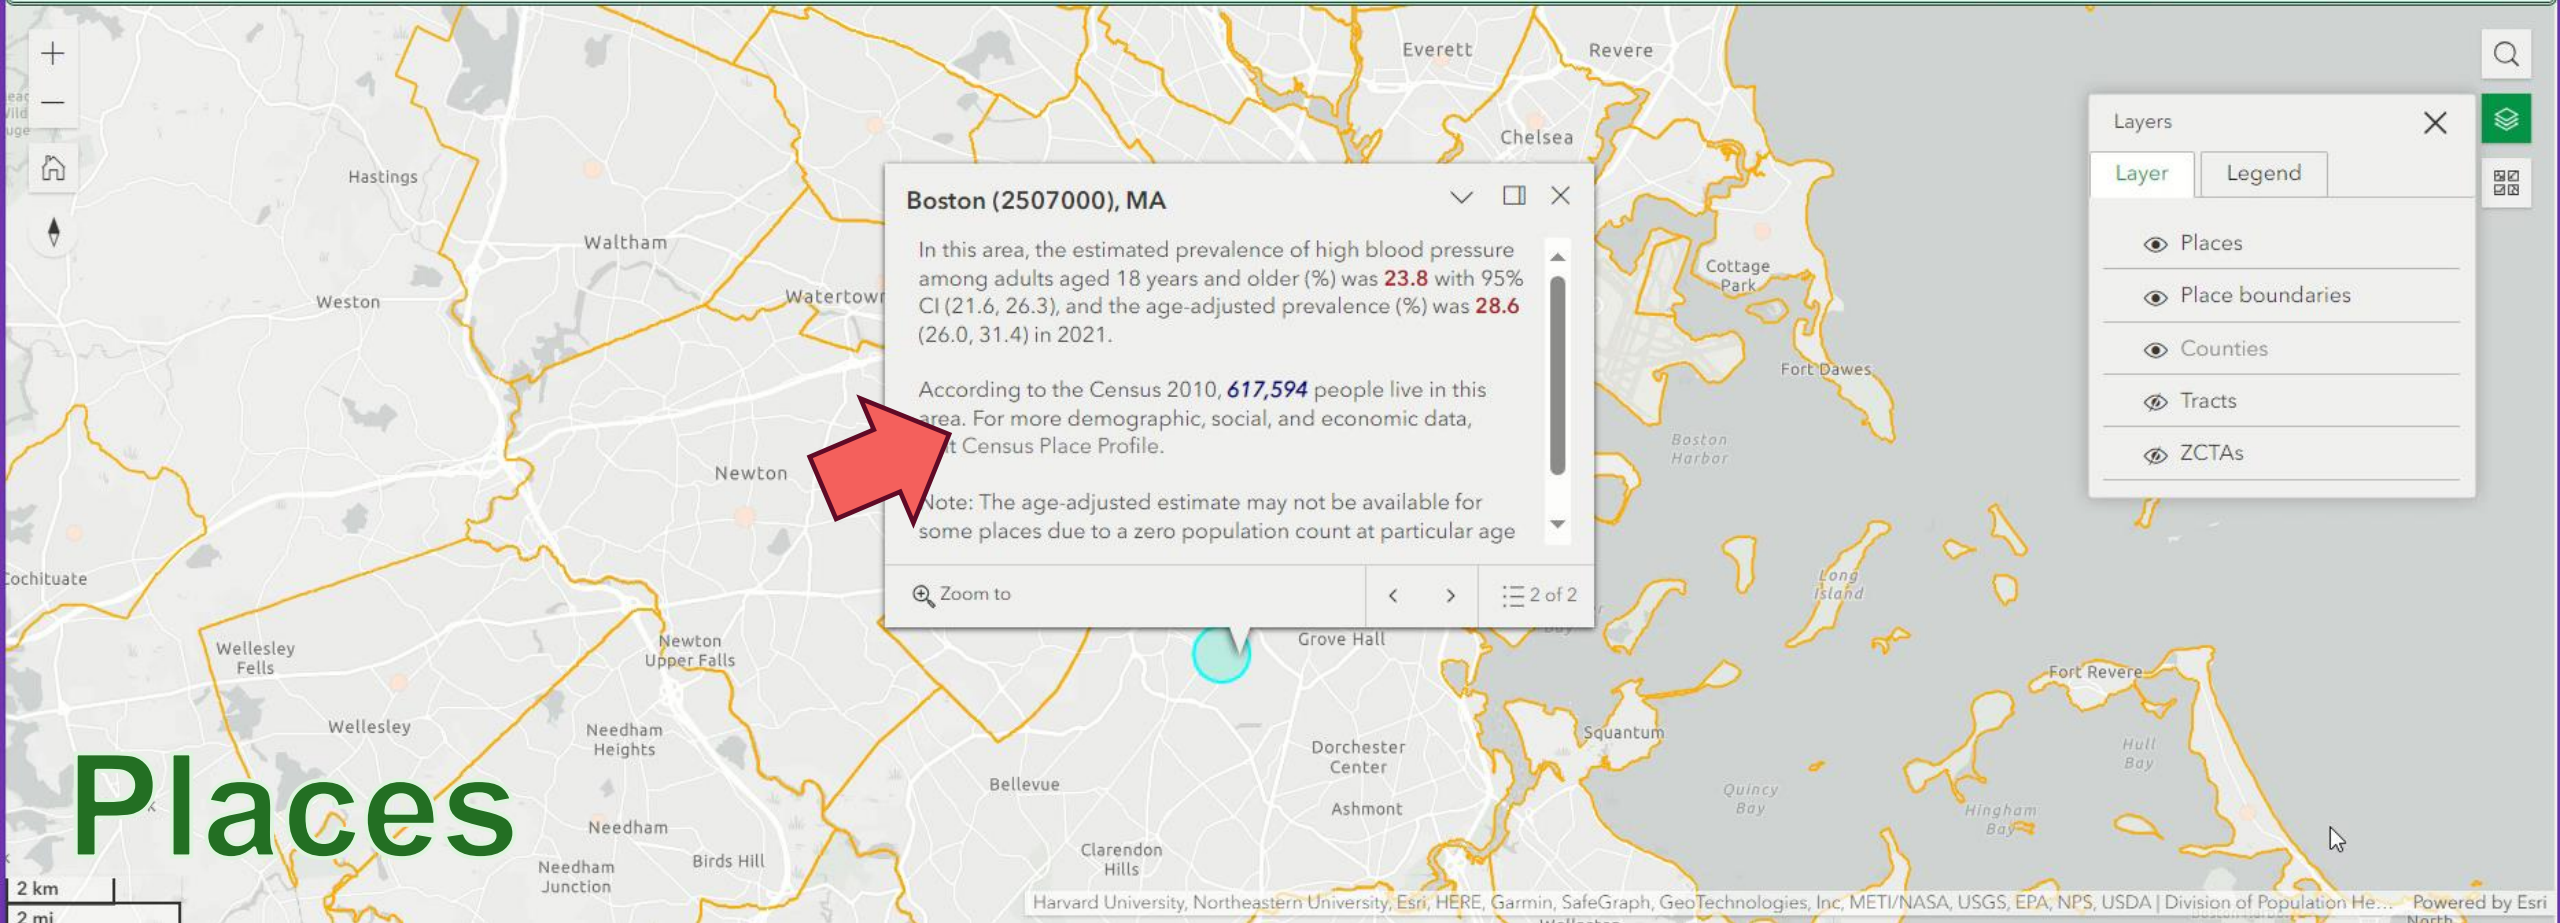 Everett
Revere
Chelsea
Hastings
Waltham
Weston
Watertown
Newton
Cottage
Park
Fort Dawes
Boston
Harbor
Layers
Layer
Legend
Places
Place boundaries
Counties
Tracts
ZCTAs
Boston (2507000), MA
In this area, the estimated prevalence of high blood pressure
among adults aged 18 years and older (%) was 23.8 with 95%
CI (21.6, 26.3), and the age-adjusted prevalence (%) was 28.6
(26.0, 31.4) in 2021.
According to the Census 2010, 617,594 people live in this
area. For more demographic, social, and economic data,
Census Place Profile.
Note: The age-adjusted estimate may not be available for
some places due to a zero population count at particular age
Zoom to
2 of 2
Cochituate
Long
Island
Wellesley
Fells
Newton
Upper Falls
Grove Hall
Bay
Fort Revere
Wellesley
Needham
Heights
Dorchester
Center
Squantum
Hull
Bay
Bellevue
Ashmont
Quincy
Bay
Hingham
Bay
Places
Needham
Needham
Junction
Birds Hill
Clarendon
Hills
2 km
2 mi
Harvard University, Northeastern University, Esri, HERE, Garmin, SafeGraph, GeoTechnologies, Inc, METI/NASA, USGS, EPA, NPS, USDA | Division of Population He... Powered by Esri
North